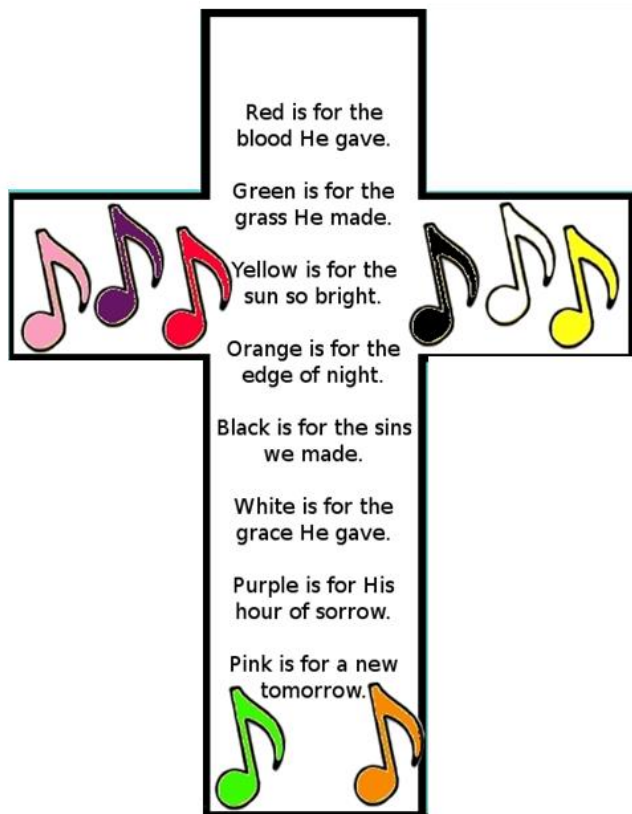 Red is for the
blood He gave.
Green is for the
grass He made.
Yellow is for the
sun so bright.
Orange is for the
edge of night.
Black is for the sins
we made.
White is for the
grace He gave.
Purple is for His
hour of sorrow.
Pink is for a new
tomorrow.